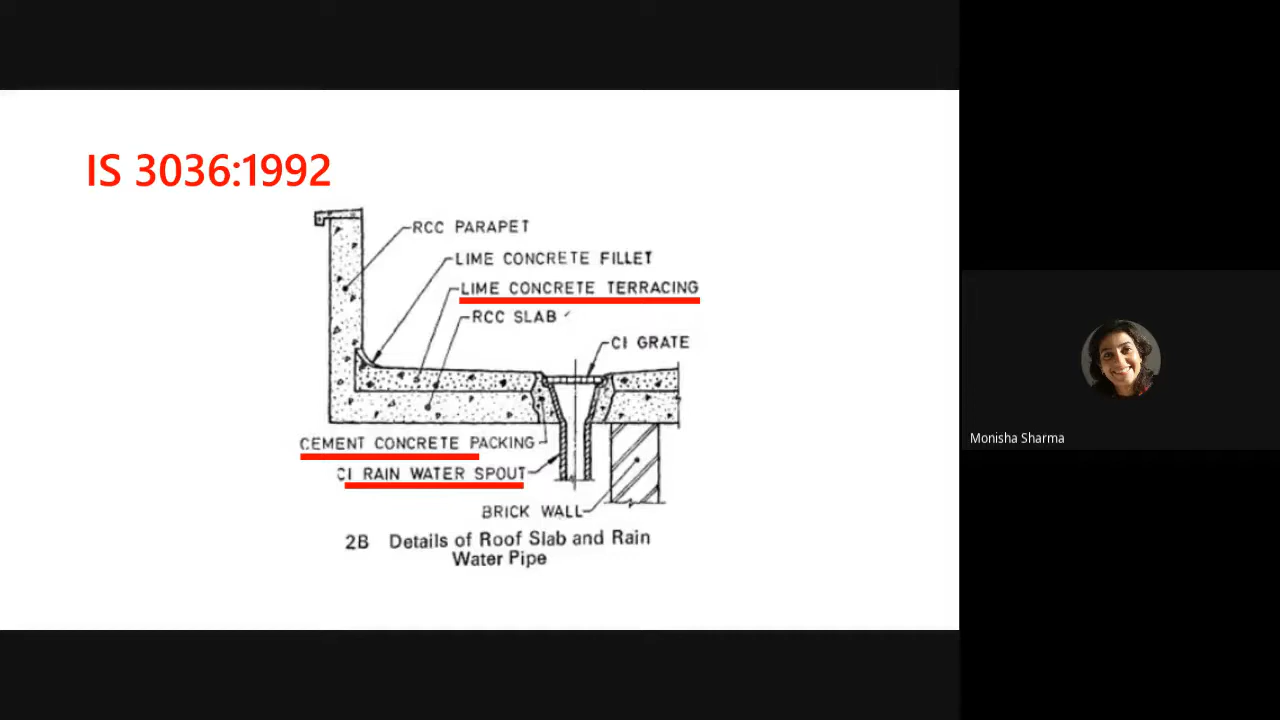 IS 3036:1992
RCC PARAPET
LIME CONCRETE FILLET
LIME CONCRETE TERRACING
RCC SLAB
CI GRATE
CEMENT CONCRETE PACKING
CI RAIN WATER SPOUT
BRICK WALL
2B Details of Roof Slab and Rain
Water Pipe
Monisha Sharma